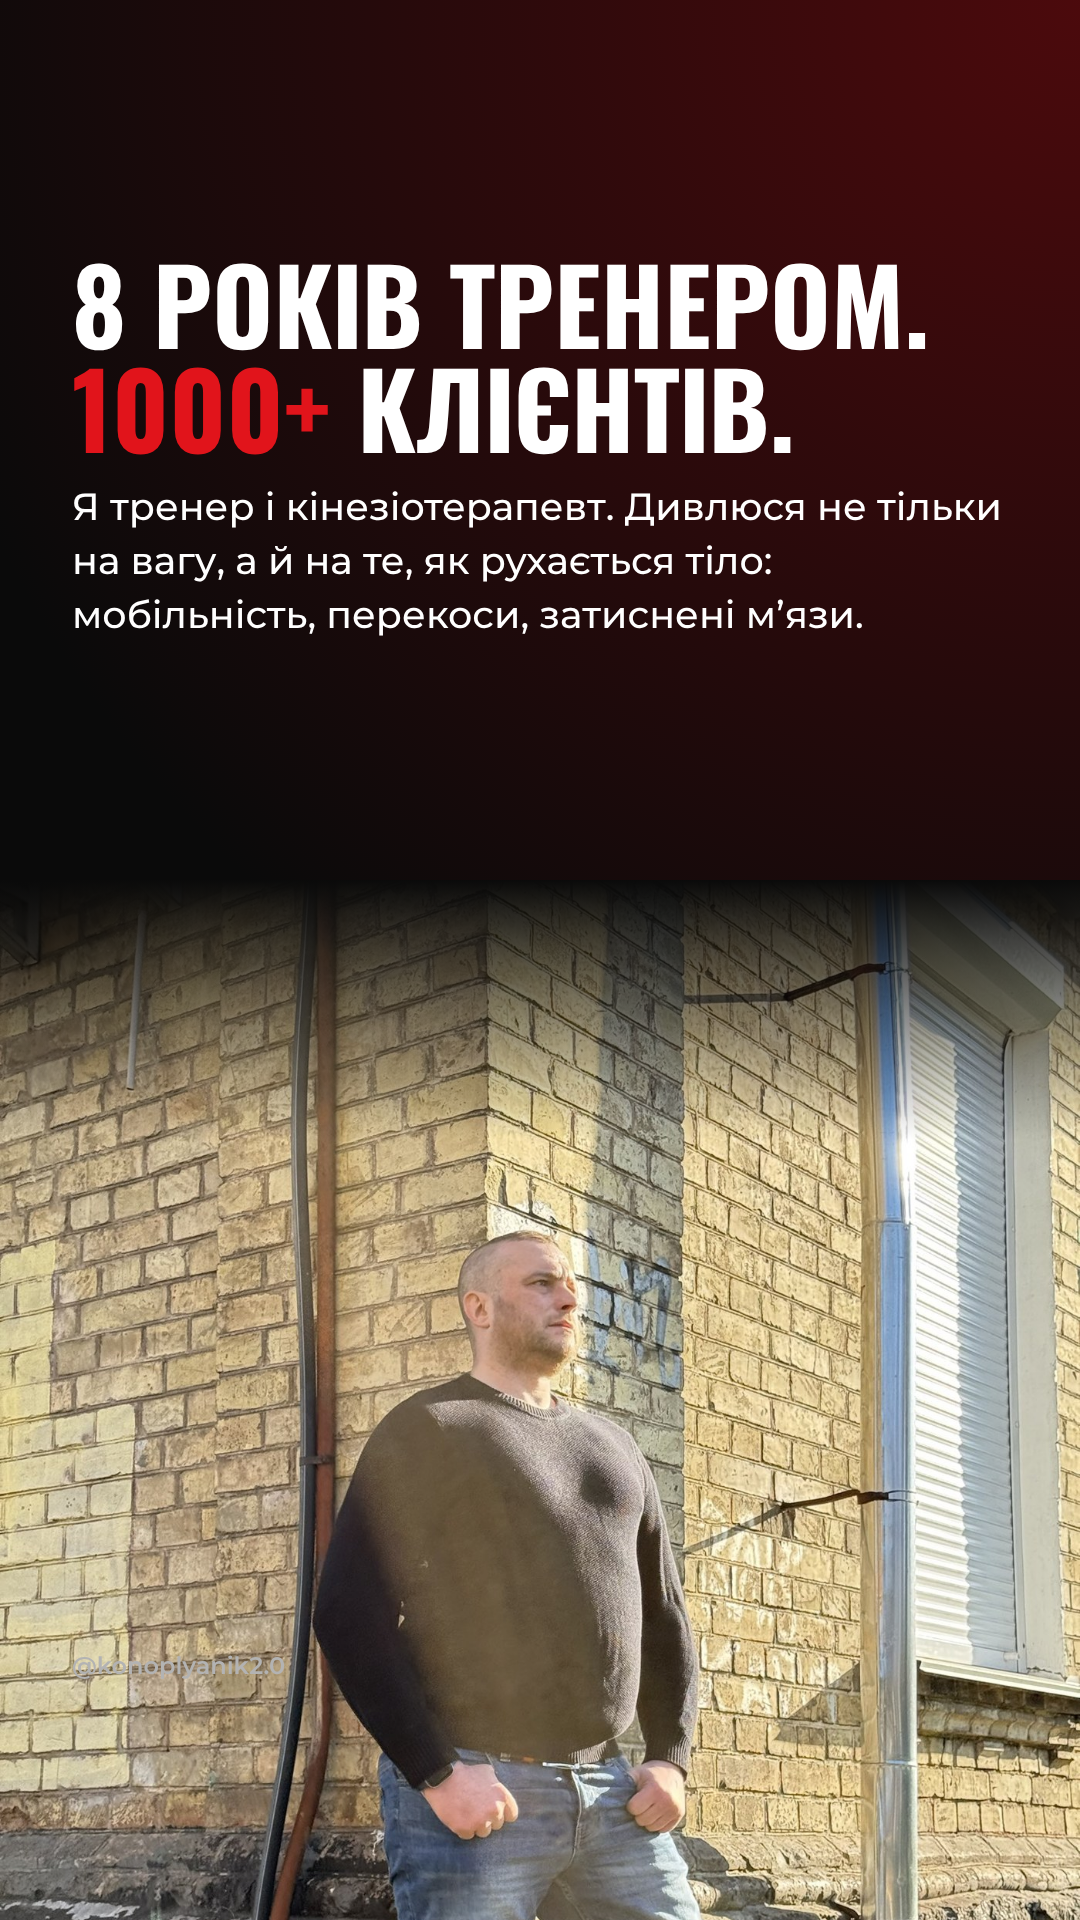 8 РОКІВ ТРЕНЕРОМ.
1000+ КЛІЄНТІВ.
Я тренер і кінезіотерапевт. Дивлюся не тільки
на вагу, а й на те, як рухається тіло:
мобільність, перекоси, затиснені м’язи.
@konoplyanik2.0